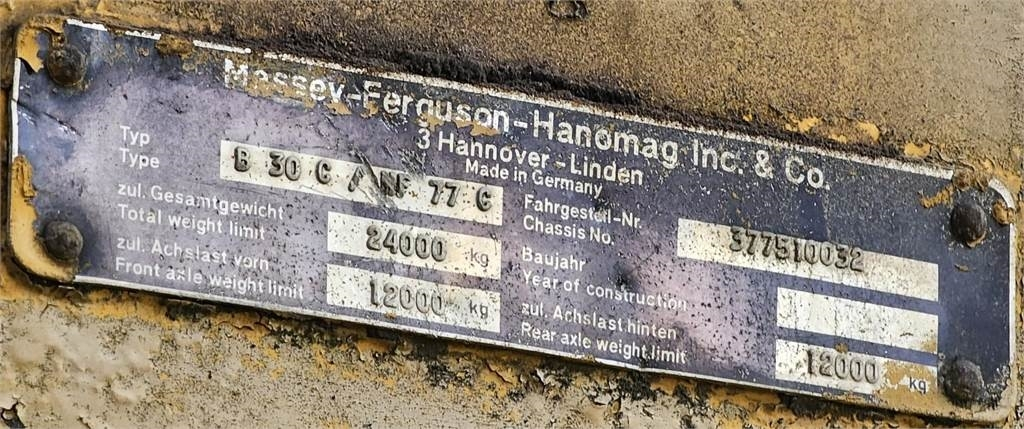 Massey-Ferguson-Hanomag Inc. & Co.
3 Hannover-Linden
Made in Germany
Typ
Type
B 30 C / MF 77 C
zul. Gesamtgewicht
Total weight limit
24000 kg
zul. Achslast vorn
Front axle weight limit
12000 kg
Fahrgestell-Nr.
Chassis No.
377510032
Baujahr
Year of construction
zul. Achslast hinten
Rear axle weight limit
12000 kg